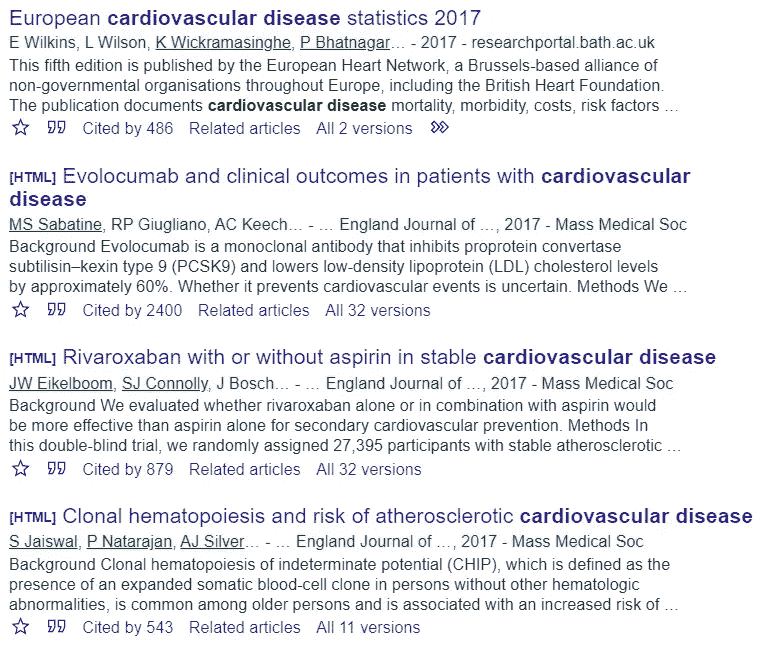 European cardiovascular disease statistics 2017
E Wilkins, L Wilson, K Wickramasinghe, P Bhatnagar… - 2017 - researchportal.bath.ac.uk
This fifth edition is published by the European Heart Network, a Brussels-based alliance of
non-governmental organisations throughout Europe, including the British Heart Foundation.
The publication documents cardiovascular disease mortality, morbidity, costs, risk factors …
Cited by 486 Related articles All 2 versions
[HTML] Evolocumab and clinical outcomes in patients with cardiovascular
disease
MS Sabatine, RP Giugliano, AC Keech… - … England Journal of …, 2017 - Mass Medical Soc
Background Evolocumab is a monoclonal antibody that inhibits proprotein convertase
subtilisin–kexin type 9 (PCSK9) and lowers low-density lipoprotein (LDL) cholesterol levels
by approximately 60%. Whether it prevents cardiovascular events is uncertain. Methods We …
Cited by 2400 Related articles All 32 versions
[HTML] Rivaroxaban with or without aspirin in stable cardiovascular disease
JW Eikelboom, SJ Connolly, J Bosch… - … England Journal of …, 2017 - Mass Medical Soc
Background We evaluated whether rivaroxaban alone or in combination with aspirin would
be more effective than aspirin alone for secondary cardiovascular prevention. Methods In
this double-blind trial, we randomly assigned 27,395 participants with stable atherosclerotic …
Cited by 879 Related articles All 32 versions
[HTML] Clonal hematopoiesis and risk of atherosclerotic cardiovascular disease
S Jaiswal, P Natarajan, AJ Silver… - … England Journal of …, 2017 - Mass Medical Soc
Background Clonal hematopoiesis of indeterminate potential (CHIP), which is defined as the
presence of an expanded somatic blood-cell clone in persons without other hematologic
abnormalities, is common among older persons and is associated with an increased risk of …
Cited by 543 Related articles All 11 versions